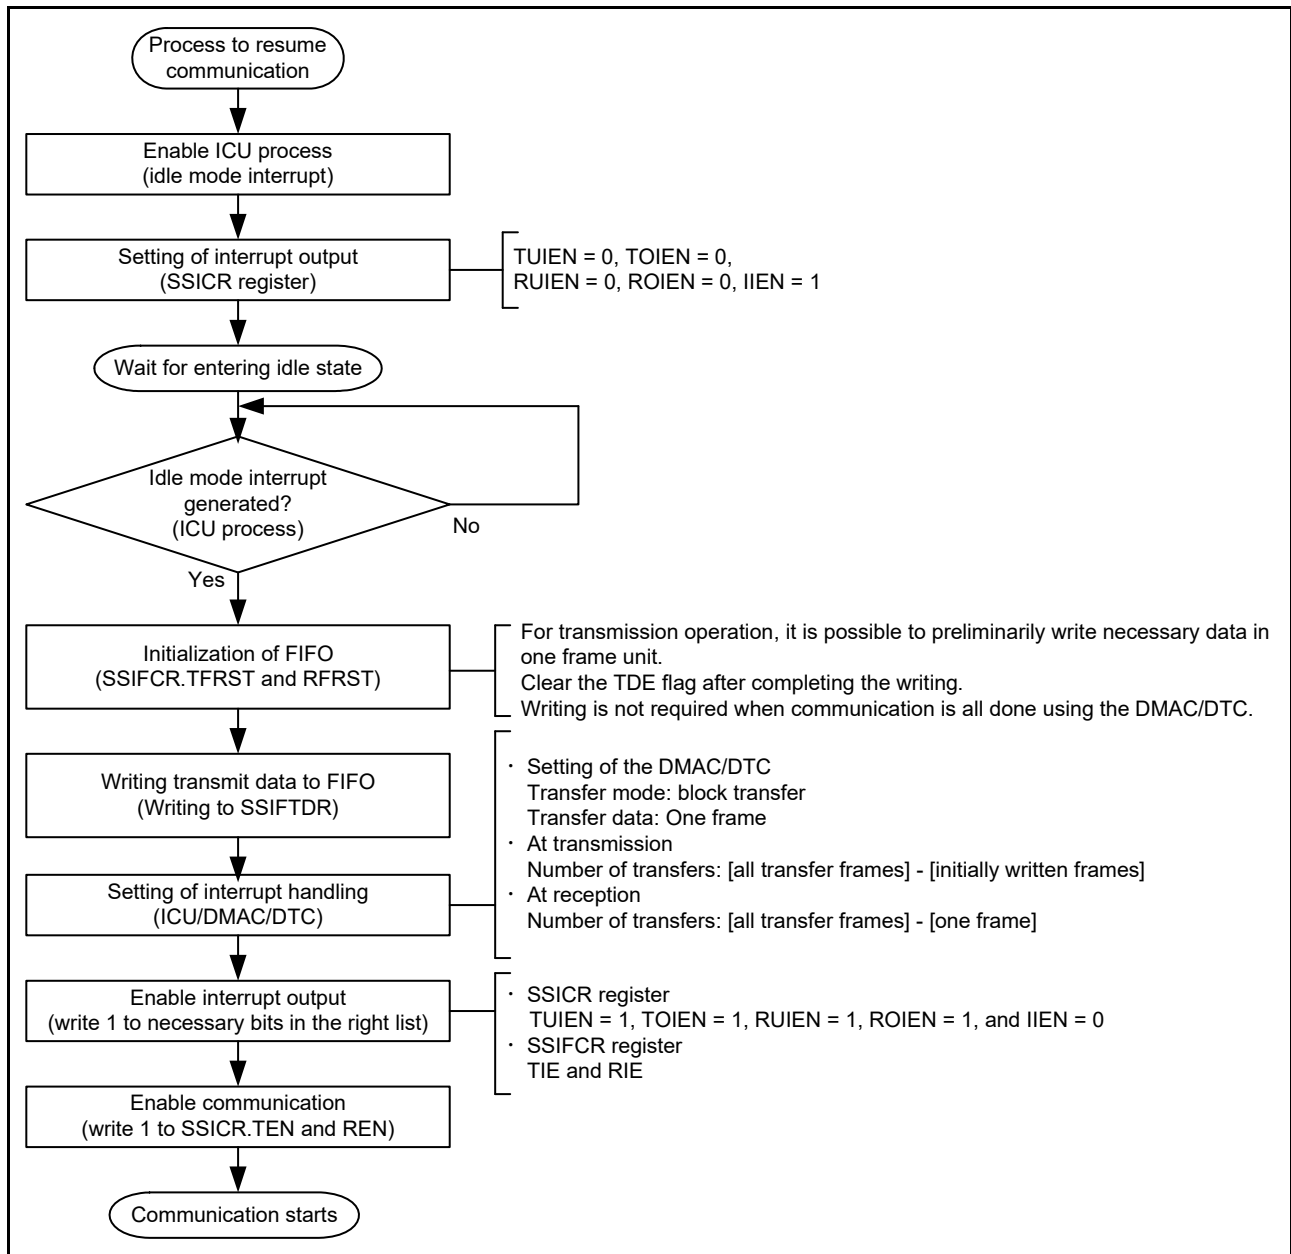 Process to resume
communication
Enable ICU process
(idle mode interrupt)
Setting of interrupt output
(SSICR register)
TUIEN = 0, TOIEN = 0,
RUIEN = 0, ROIEN = 0, IIEN = 1
Wait for entering idle state
Idle mode interrupt
generated?
(ICU process)
No
Yes
Initialization of FIFO
(SSIFCR.TFRST and RFRST)
For transmission operation, it is possible to preliminarily write necessary data in
one frame unit.
Clear the TDE flag after completing the writing.
Writing is not required when communication is all done using the DMAC/DTC.
Writing transmit data to FIFO
(Writing to SSIFTDR)
Setting of interrupt handling
(ICU/DMAC/DTC)
· Setting of the DMAC/DTC
Transfer mode: block transfer
Transfer data: One frame
· At transmission
Number of transfers: [all transfer frames] - [initially written frames]
· At reception
Number of transfers: [all transfer frames] - [one frame]
Enable interrupt output
(write 1 to necessary bits in the right list)
· SSICR register
TUIEN = 1, TOIEN = 1, RUIEN = 1, ROIEN = 1, and IIEN = 0
· SSIFCR register
TIE and RIE
Enable communication
(write 1 to SSICR.TEN and REN)
Communication starts